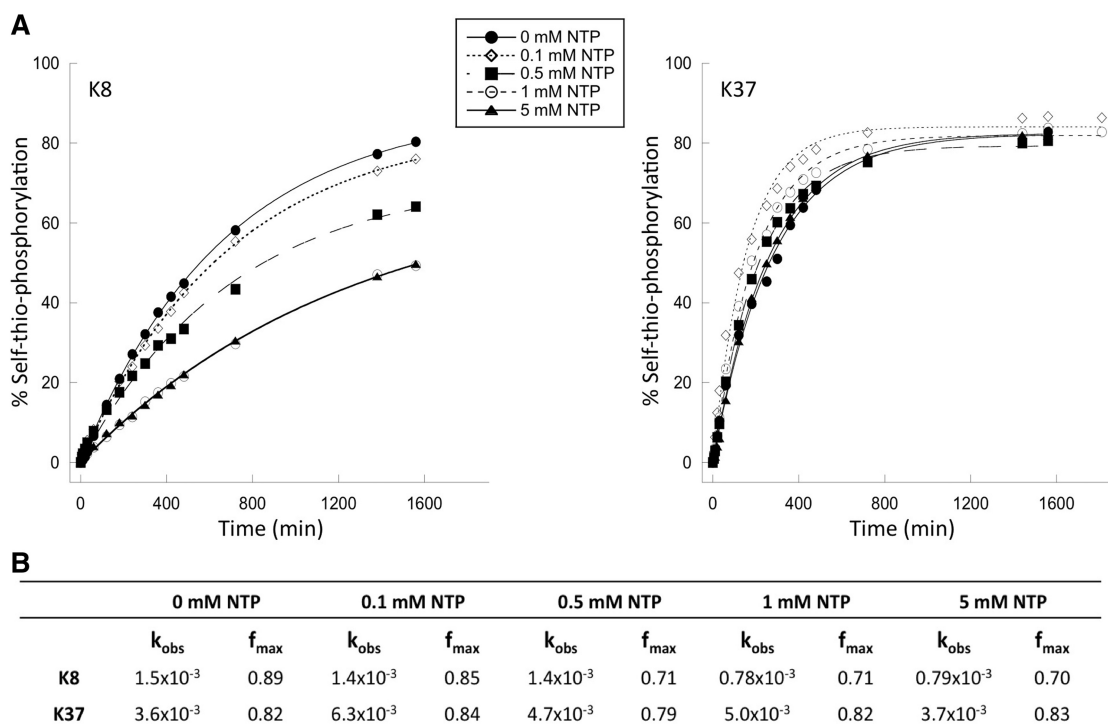 A
0 mM NTP
0.1 mM NTP
0.5 mM NTP
1 mM NTP
5 mM NTP
K8
% Self-thio-phosphorylation
100
80
60
40
20
0
0 400 800 1200 1600
Time (min)
K37
% Self-thio-phosphorylation
100
80
60
40
20
0
0 400 800 1200 1600
Time (min)
B
0 mM NTP 0.1 mM NTP 0.5 mM NTP 1 mM NTP 5 mM NTP
kobs fmax kobs fmax kobs fmax kobs fmax kobs fmax
K8 1.5x10-3 0.89 1.4x10-3 0.85 1.4x10-3 0.71 0.78x10-3 0.71 0.79x10-3 0.70
K37 3.6x10-3 0.82 6.3x10-3 0.84 4.7x10-3 0.79 5.0x10-3 0.82 3.7x10-3 0.83